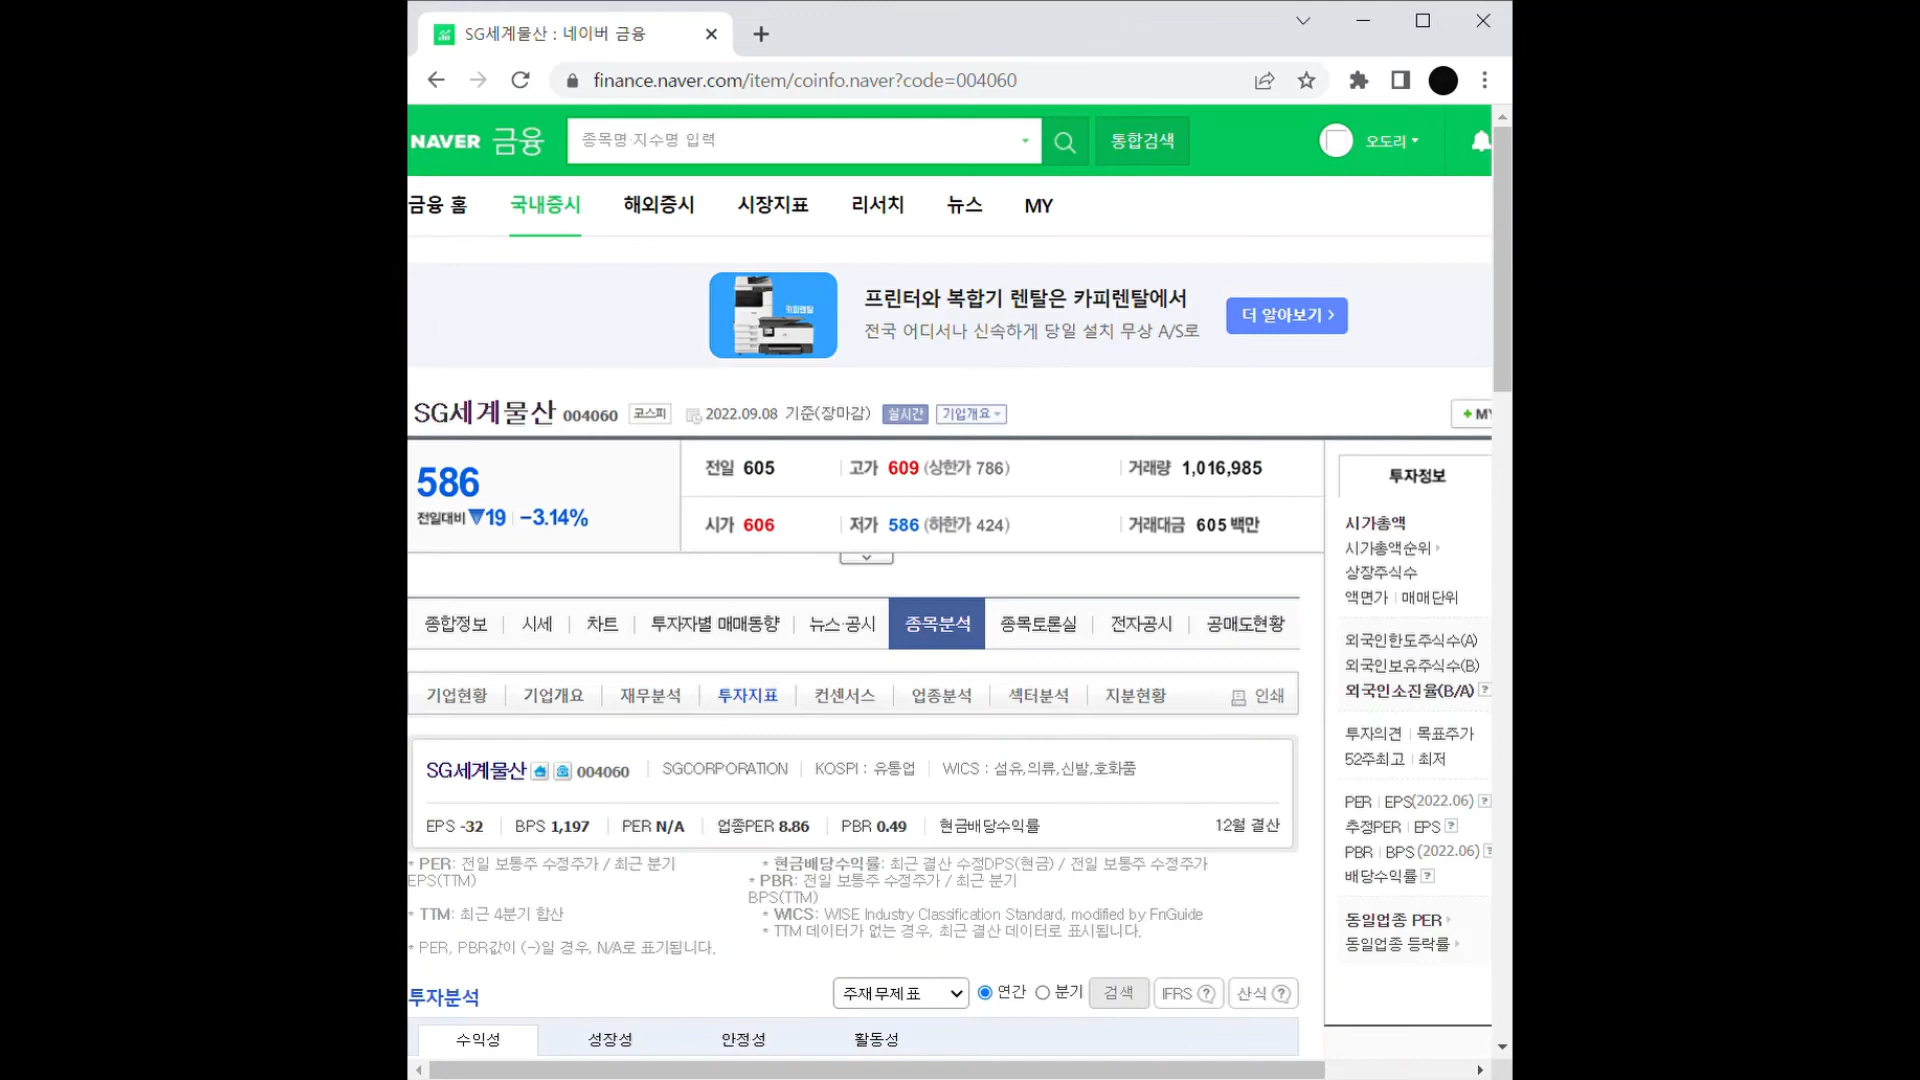 SG세계물산 : 네이버 금융
finance.naver.com/item/coinfo.naver?code=004060
NAVER 금융
종목명·지수명 입력
통합검색
오도리
금융 홈 국내증시 해외증시 시장지표 리서치 뉴스 MY
카피렌탈
프린터와 복합기 렌탈은 카피렌탈에서
전국 어디서나 신속하게 당일 설치 무상 A/S로
더 알아보기
SG세계물산 004060 코스피 2022.09.08 기준(장마감) 실시간 기업개요
+ MY
586
전일대비 ▼19 -3.14%
전일 605 고가 609 (상한가 786) 거래량 1,016,985
시가 606 저가 586 (하한가 424) 거래대금 605 백만
종합정보 시세 차트 투자자별 매매동향 뉴스·공시 종목분석 종목토론실 전자공시 공매도현황
기업현황 기업개요 재무분석 투자지표 컨센서스 업종분석 섹터분석 지분현황 인쇄
SG세계물산 004060 SGCORPORATION KOSPI : 유통업 WICS : 섬유,의류,신발,호화품
EPS -32 BPS 1,197 PER N/A 업종PER 8.86 PBR 0.49 현금배당수익률 12월 결산
* PER: 전일 보통주 수정주가 / 최근 분기
EPS(TTM)
* TTM: 최근 4분기 합산
* PER, PBR값이 (-)일 경우, N/A로 표기됩니다.
* 현금배당수익률: 최근 결산 수정DPS(현금) / 전일 보통주 수정주가
* PBR: 전일 보통주 수정주가 / 최근 분기
BPS(TTM)
* WICS: WISE Industry Classification Standard, modified by FnGuide
* TTM 데이터가 없는 경우, 최근 결산 데이터로 표시됩니다.
투자분석
주재무제표 연간 분기 검색 IFRS ? 산식 ?
수익성 성장성 안정성 활동성
투자정보
시가총액
시가총액순위
상장주식수
액면가 | 매매단위
외국인한도주식수(A)
외국인보유주식수(B)
외국인소진율(B/A) ?
투자의견 | 목표주가
52주최고 | 최저
PER | EPS(2022.06) ?
추정PER | EPS ?
PBR | BPS (2022.06) ?
배당수익률 ?
동일업종 PER
동일업종 등락률